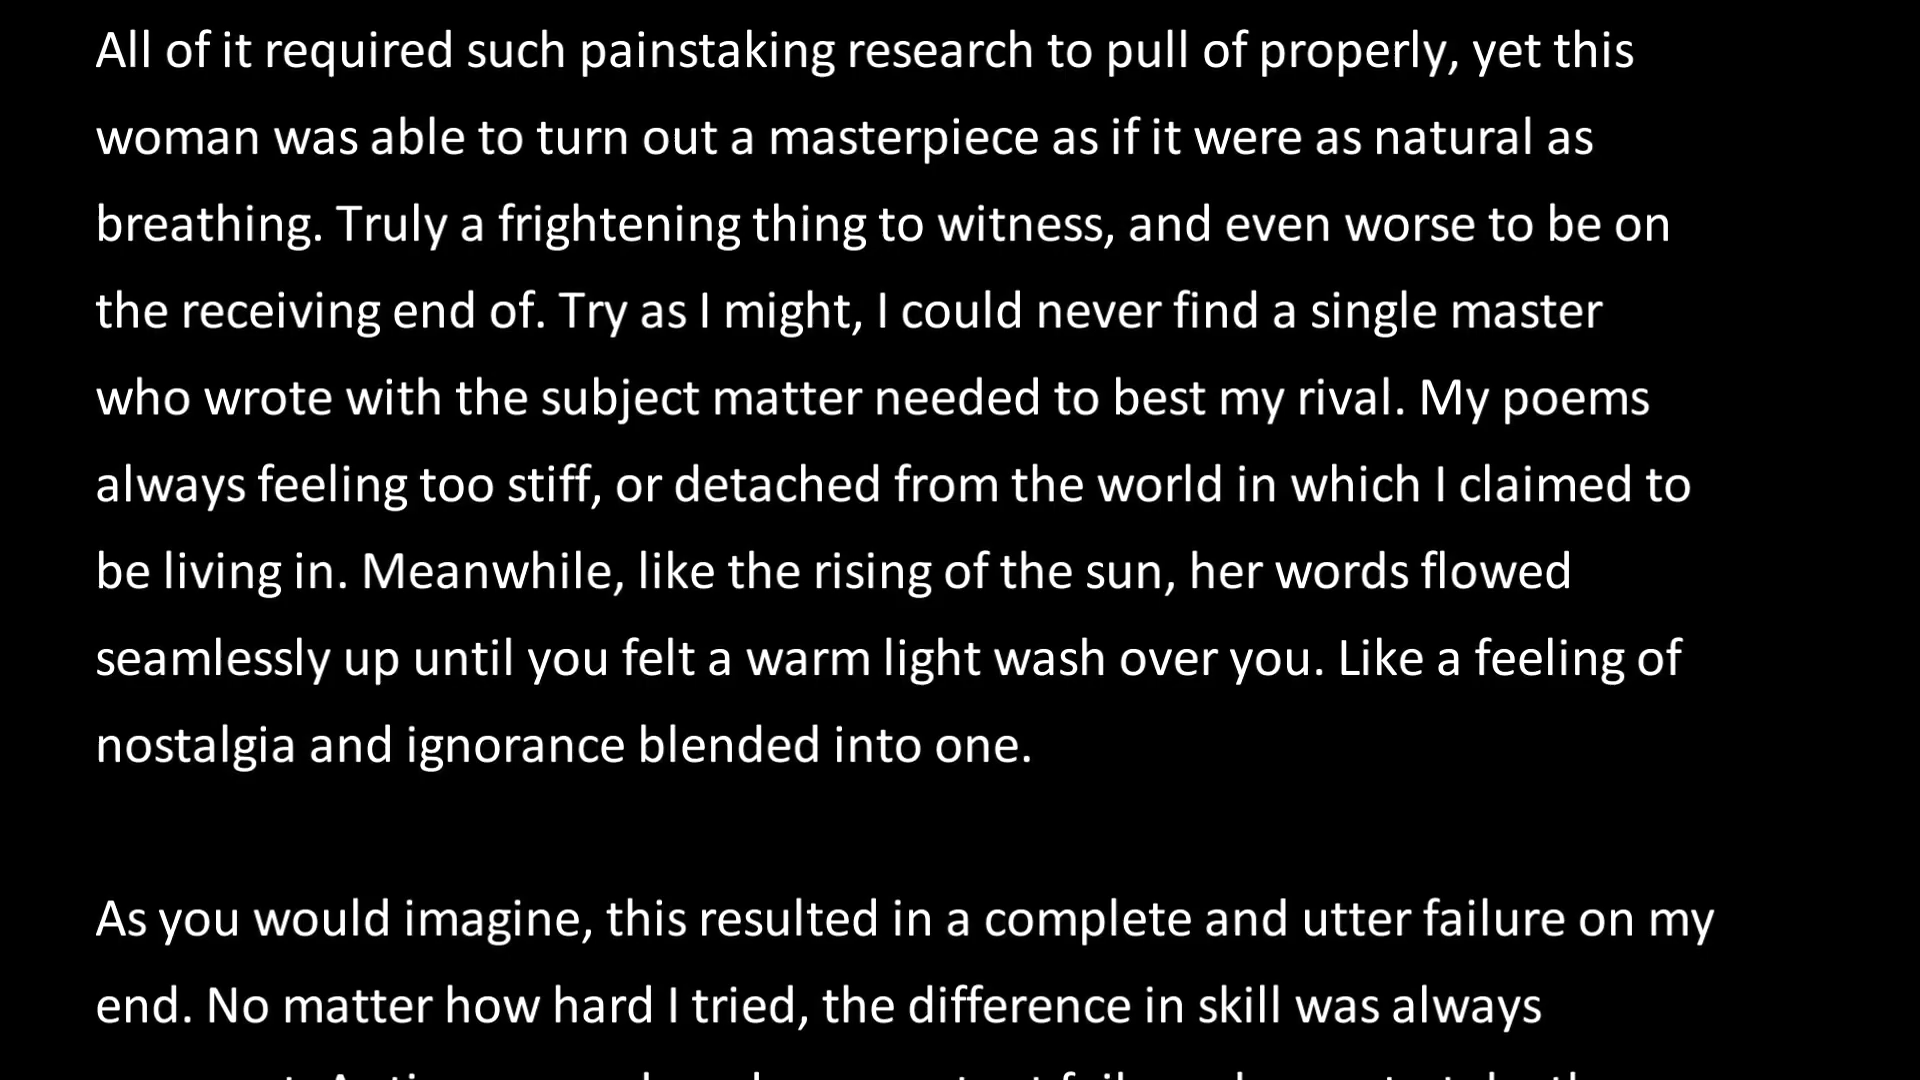 All of it required such painstaking research to pull of properly, yet this
woman was able to turn out a masterpiece as if it were as natural as
breathing. Truly a frightening thing to witness, and even worse to be on
the receiving end of. Try as I might, I could never find a single master
who wrote with the subject matter needed to best my rival. My poems
always feeling too stiff, or detached from the world in which I claimed to
be living in. Meanwhile, like the rising of the sun, her words flowed
seamlessly up until you felt a warm light wash over you. Like a feeling of
nostalgia and ignorance blended into one.
As you would imagine, this resulted in a complete and utter failure on my
end. No matter how hard I tried, the difference in skill was always